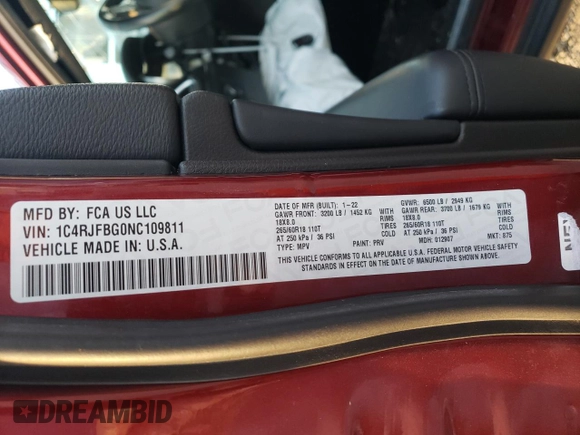 MFD BY: FCA US LLC
VIN: 1C4RJFBG0NC109811
VEHICLE MADE IN U.S.A.
DATE OF MFR (BUILT): 1-22
GAWR FRONT: 3200 LB / 1452 KG
18X8.0
265/60R18 110T
AT 250 kPa / 36 PSI
TYPE: MPV
RIMS
TIRES
COLD
PAINT: PRV
GVWR: 6500 LB / 2949 KG
GAWR REAR: 3700 LB / 1679 KG
18X8.0
265/60R18 110T
AT 250 kPa / 36 PSI
MDH: 012907
RIMS
TIRES
COLD
MKT: 875
THIS VEHICLE CONFORMS TO ALL APPLICABLE U.S.A. FEDERAL MOTOR VEHICLE SAFETY
STANDARDS IN EFFECT ON THE DATE OF MANUFACTURE SHOWN ABOVE.
DREAMBID